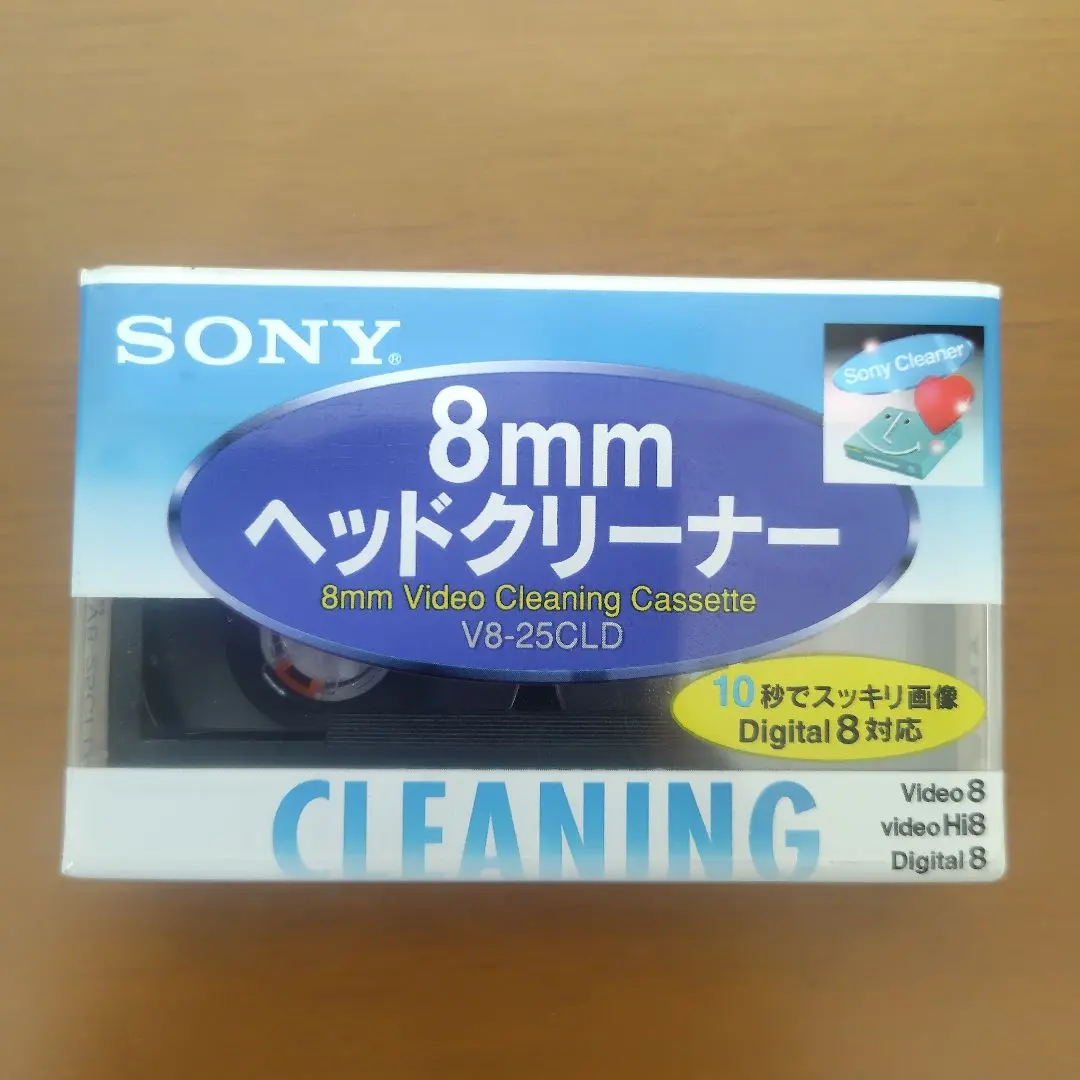 SONY®
Sony Cleaner
8mm
ヘッドクリーナー
8mm Video Cleaning Cassette
V8-25CLD
10秒でスッキリ画像
Digital 8 対応
CLEANING
Video 8
video Hi8
Digital 8